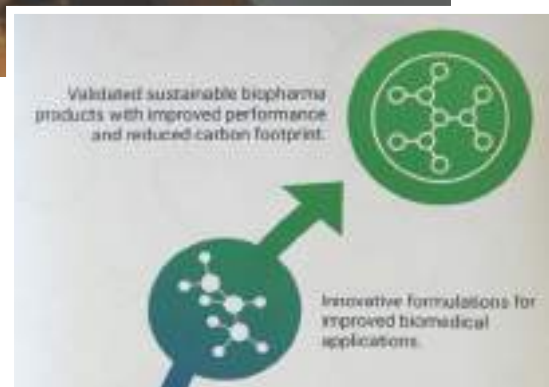 Validated sustainable biopharma
products with improved performance
and reduced carbon footprint.
Innovative formulations for
improved biomedical
applications.